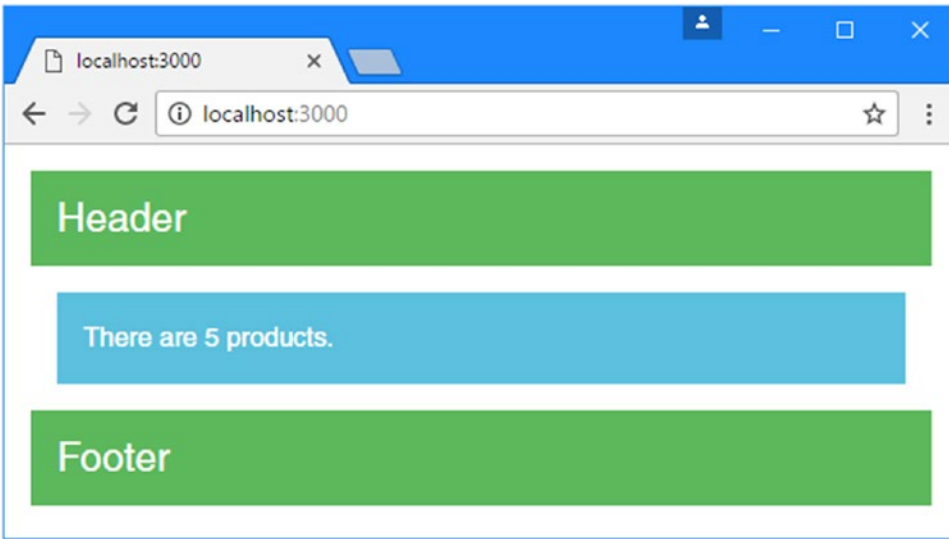 localhost:3000
localhost:3000
Header
There are 5 products.
Footer